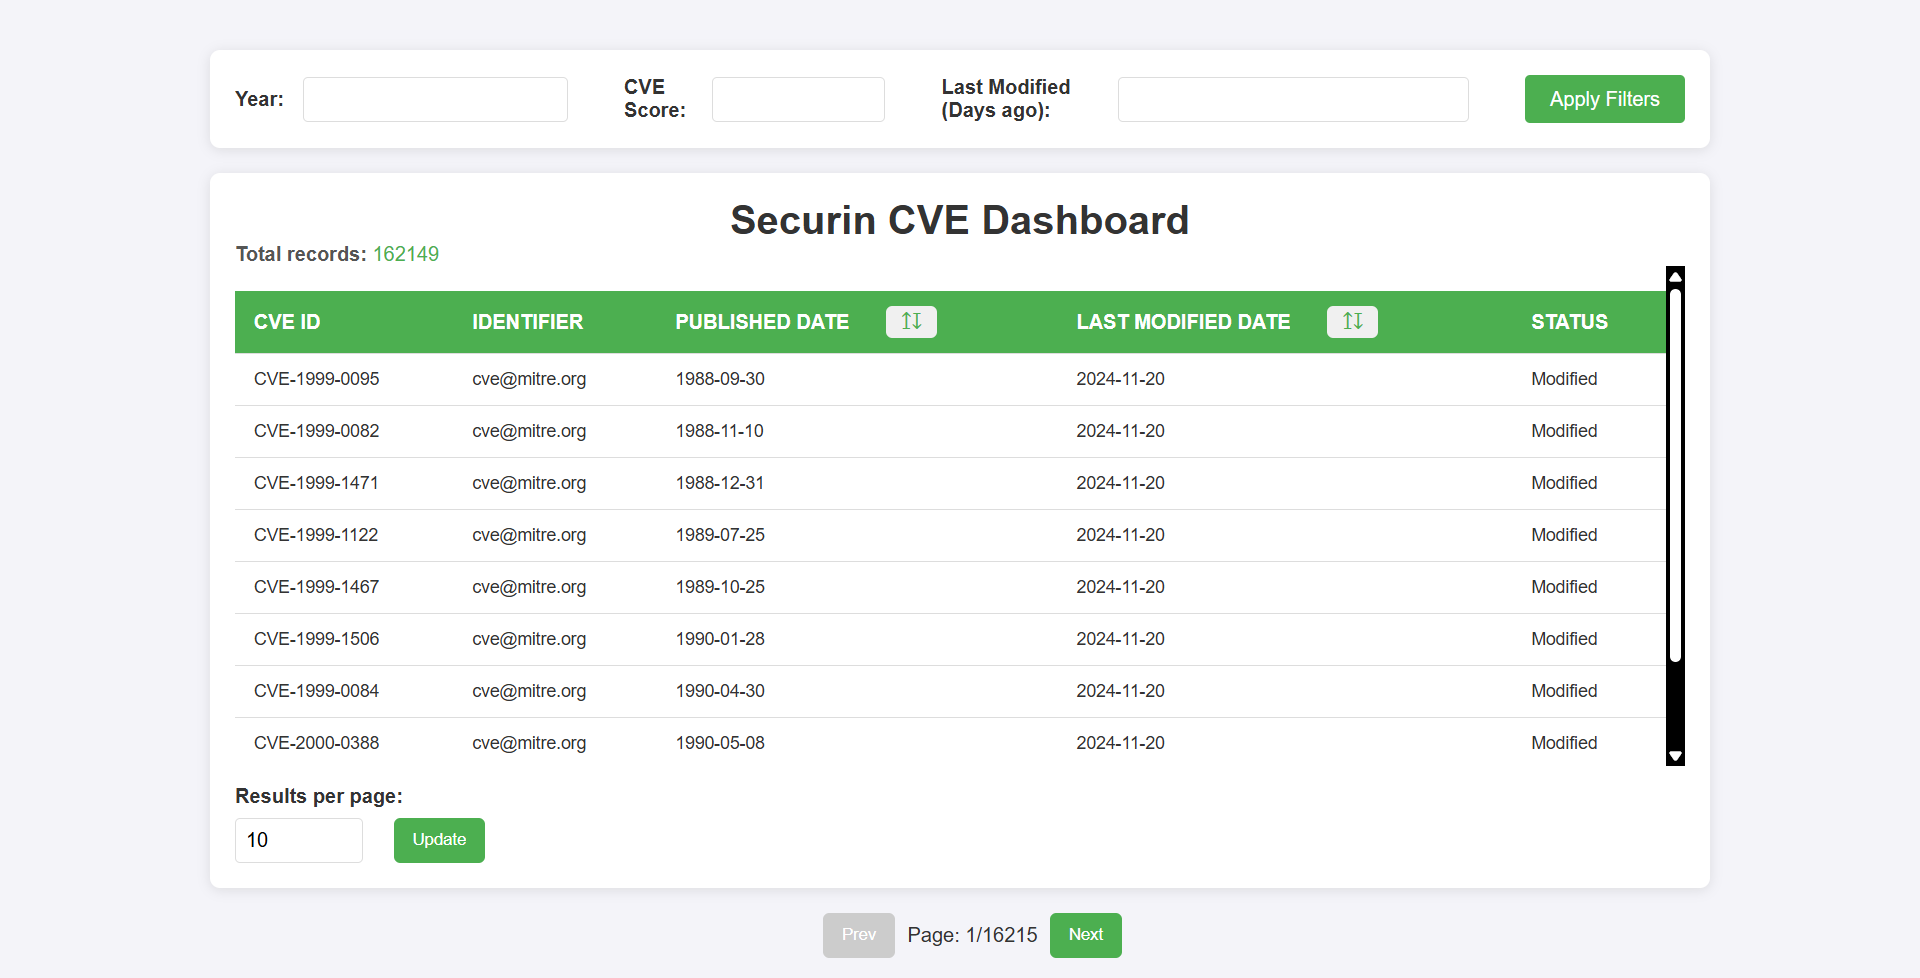 Year:
CVE Score:
Last Modified (Days ago):
Apply Filters
Securin CVE Dashboard
Total records: 162149
CVE ID IDENTIFIER PUBLISHED DATE LAST MODIFIED DATE STATUS
CVE-1999-0095 cve@mitre.org 1988-09-30 2024-11-20 Modified
CVE-1999-0082 cve@mitre.org 1988-11-10 2024-11-20 Modified
CVE-1999-1471 cve@mitre.org 1988-12-31 2024-11-20 Modified
CVE-1999-1122 cve@mitre.org 1989-07-25 2024-11-20 Modified
CVE-1999-1467 cve@mitre.org 1989-10-25 2024-11-20 Modified
CVE-1999-1506 cve@mitre.org 1990-01-28 2024-11-20 Modified
CVE-1999-0084 cve@mitre.org 1990-04-30 2024-11-20 Modified
CVE-2000-0388 cve@mitre.org 1990-05-08 2024-11-20 Modified
Results per page:
10 Update
Prev Page: 1/16215 Next